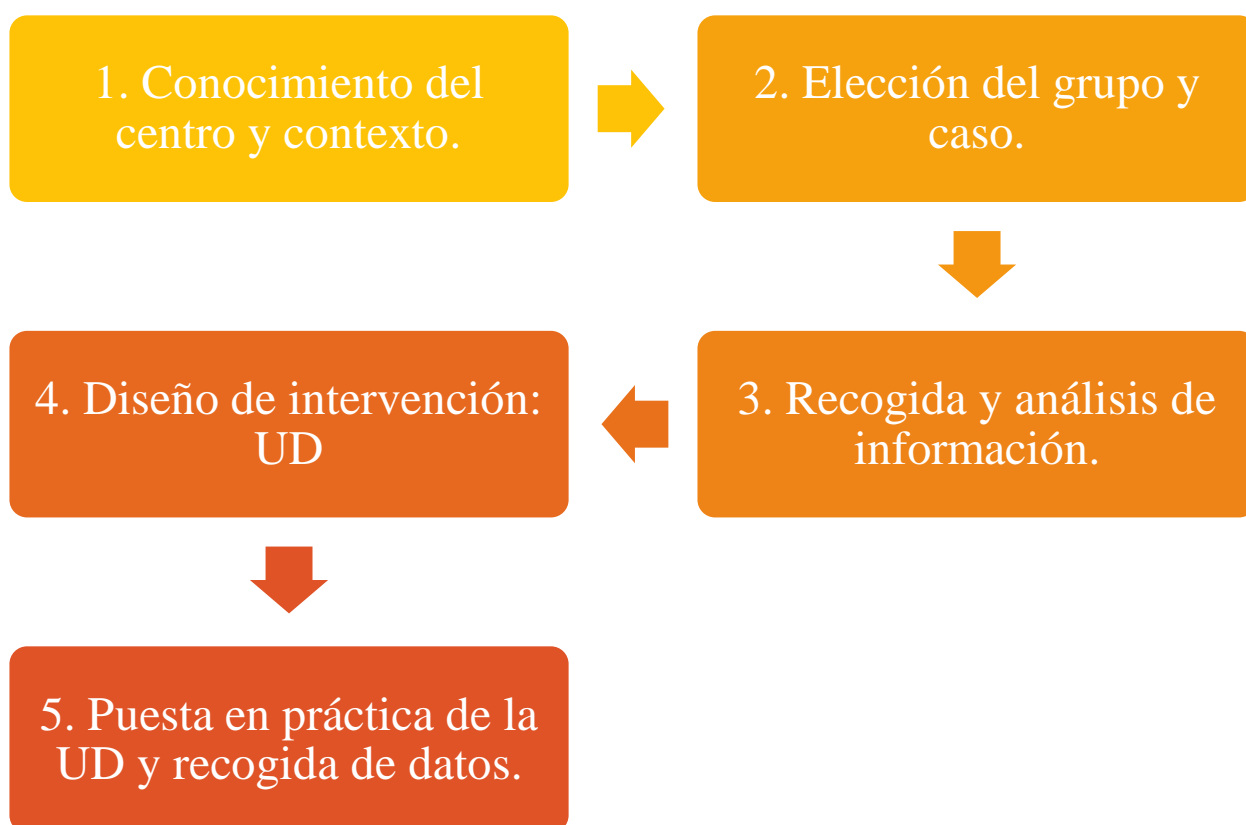 1. Conocimiento del
centro y contexto.
2. Elección del grupo y
caso.
3. Recogida y análisis de
información.
4. Diseño de intervención:
UD
5. Puesta en práctica de la
UD y recogida de datos.